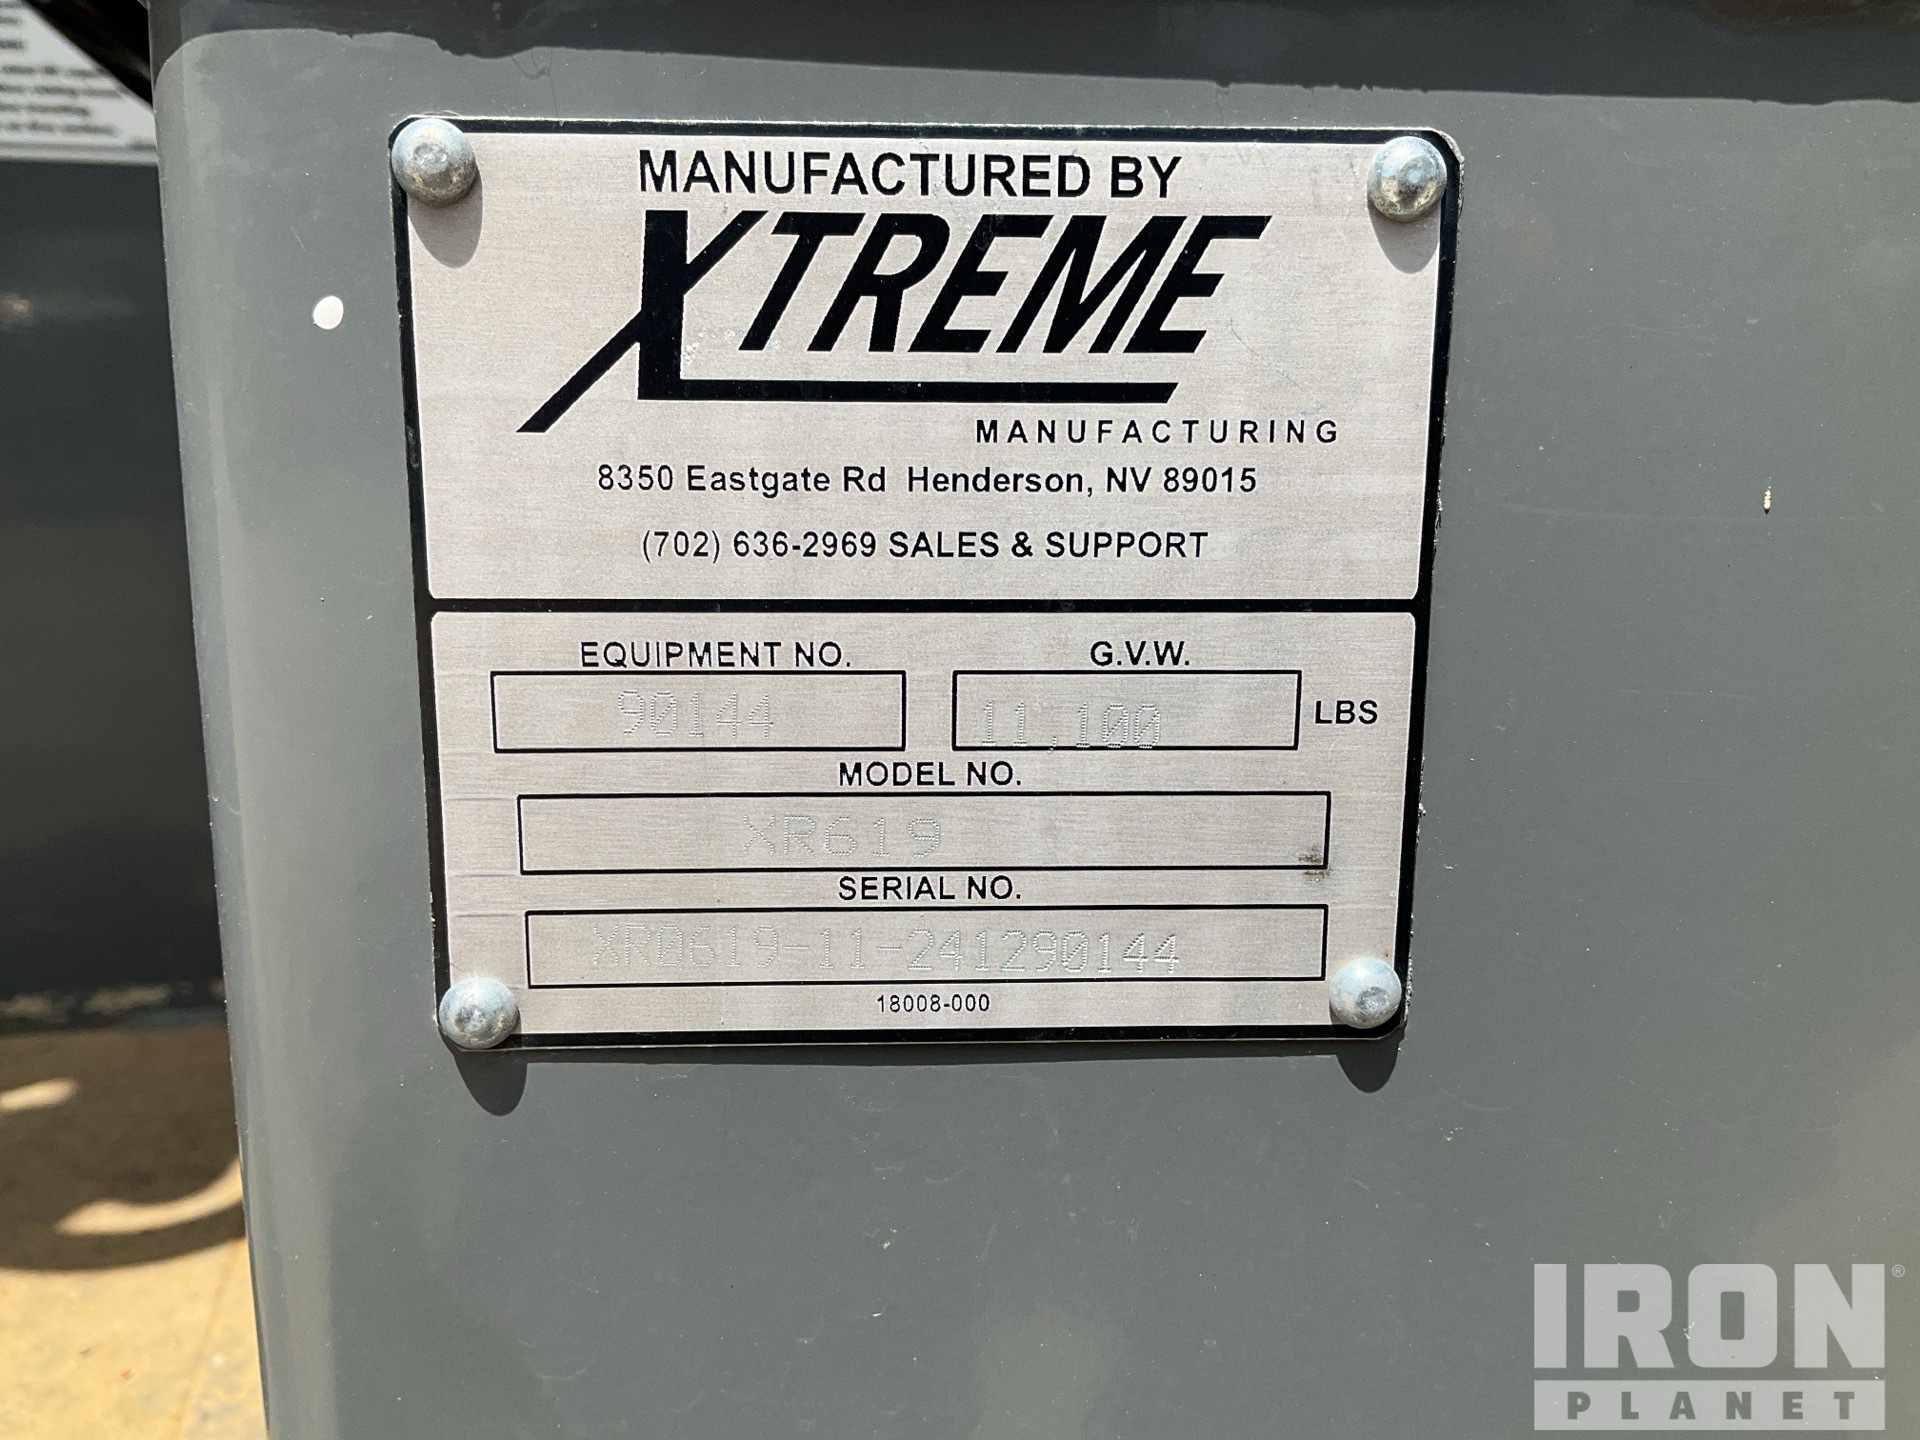 MANUFACTURED BY
XTREME
MANUFACTURING
8350 Eastgate Rd Henderson, NV 89015
(702) 636-2969 SALES & SUPPORT
EQUIPMENT NO. G.V.W.
90144 11,100 LBS
MODEL NO.
XR619
SERIAL NO.
XR0619-11-241290144
18008-000
IRON®
PLANET